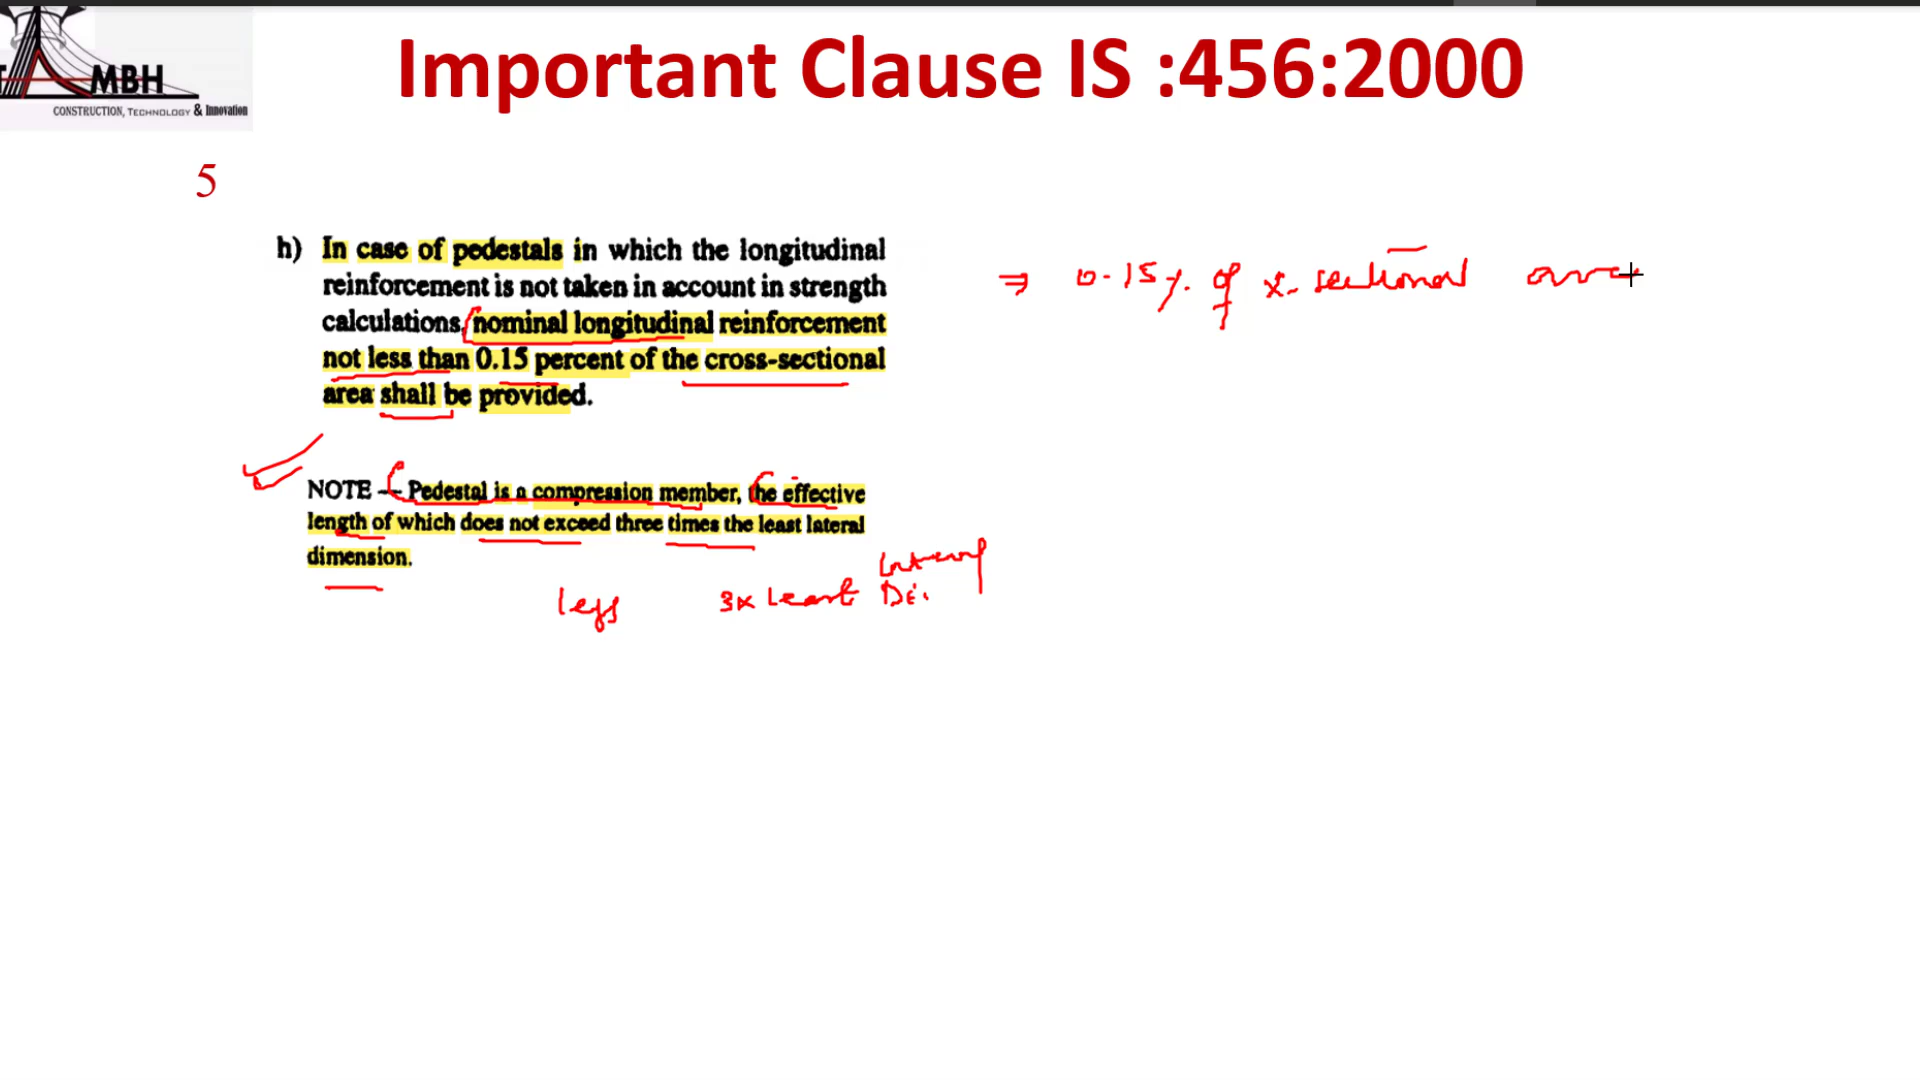 Important Clause IS :456:2000
MBH
CONSTRUCTION, TECHNOLOGY & Innovation
5
h) In case of pedestals in which the longitudinal
reinforcement is not taken in account in strength
calculations, nominal longitudinal reinforcement
not less than 0.15 percent of the cross-sectional
area shall be provided.
⇒ 0.15%. of x-sectional area
NOTE — Pedestal is a compression member, the effective
length of which does not exceed three times the least lateral
dimension.
less 3x Least Di.